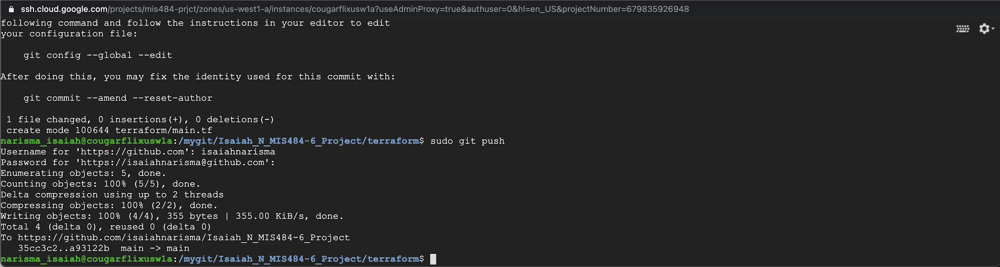 ssh.cloud.google.com/projects/mis484-prjct/zones/us-west1-a/instances/cougarflixusw1a?useAdminProxy=true&authuser=0&hl=en_US&projectNumber=679835926948
following command and follow the instructions in your editor to edit
your configuration file:
    git config --global --edit
After doing this, you may fix the identity used for this commit with:
    git commit --amend --reset-author
 1 file changed, 0 insertions(+), 0 deletions(-)
 create mode 100644 terraform/main.tf
narisma_isaiah@cougarflixusw1a:/mygit/Isaiah_N_MIS484-6_Project/terraform$ sudo git push
Username for 'https://github.com': isaiahnarisma
Password for 'https://isaiahnarisma@github.com':
Enumerating objects: 5, done.
Counting objects: 100% (5/5), done.
Delta compression using up to 2 threads
Compressing objects: 100% (2/2), done.
Writing objects: 100% (4/4), 355 bytes | 355.00 KiB/s, done.
Total 4 (delta 0), reused 0 (delta 0)
To https://github.com/isaiahnarisma/Isaiah_N_MIS484-6_Project
   35cc3c2..a93122b  main -> main
narisma_isaiah@cougarflixusw1a:/mygit/Isaiah_N_MIS484-6_Project/terraform$